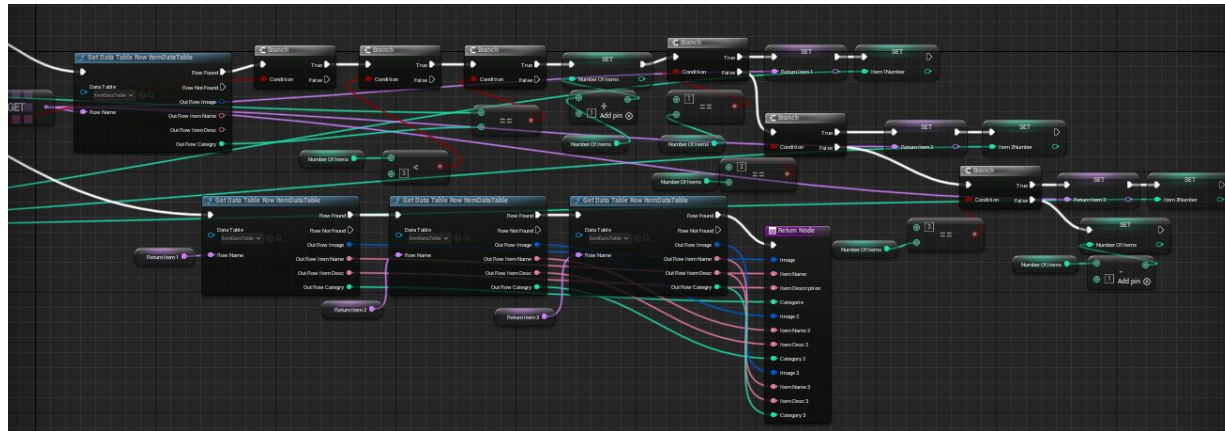 GET
Get Data Table Row ItemDataTable
Data Table
ItemDataTable
Row Name
Row Found
Row Not Found
Out Row Image
Out Row Item Name
Out Row Item Desc
Out Row Category
Branch
Condition
True
False
Branch
Condition
True
False
Branch
Condition
True
False
==
Number Of Items
3
<
SET
Number Of Items
1
+
Add pin
Number Of Items
Branch
Condition
True
False
1
==
Number Of Items
SET
Return Item 1
SET
Item 1Number
Branch
Condition
True
False
2
==
Number Of Items
SET
Return Item 2
SET
Item 2Number
Branch
Condition
True
False
3
==
Number Of Items
SET
Return Item 3
SET
Item 3Number
SET
Number Of Items
Number Of Items
1
-
Add pin
Get Data Table Row ItemDataTable
Data Table
ItemDataTable
Row Name
Row Found
Row Not Found
Out Row Image
Out Row Item Name
Out Row Item Desc
Out Row Category
Return Item 1
Get Data Table Row ItemDataTable
Data Table
ItemDataTable
Row Name
Row Found
Row Not Found
Out Row Image
Out Row Item Name
Out Row Item Desc
Out Row Category
Return Item 2
Get Data Table Row ItemDataTable
Data Table
ItemDataTable
Row Name
Row Found
Row Not Found
Out Row Image
Out Row Item Name
Out Row Item Desc
Out Row Category
Return Item 3
Return Node
Image
Item Name
Item Description
Categorie
Image 2
Item Name 2
Item Desc 2
Category 2
Image 3
Item Name 3
Item Desc 3
Category 3